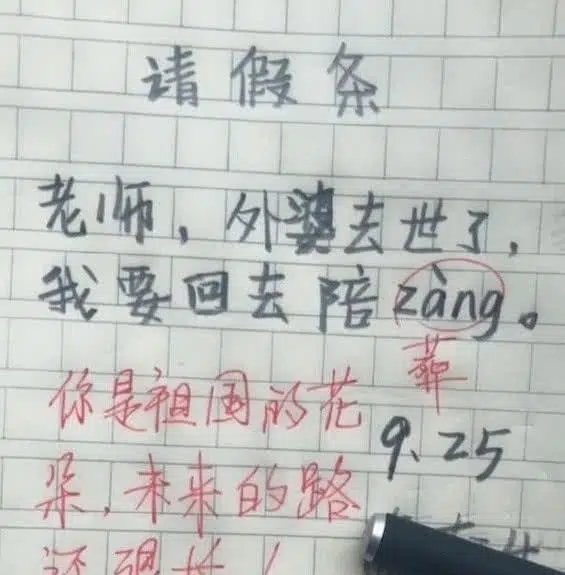 请假条
老师，外婆去世了，
我要回去陪zàng。
葬
你是祖国的花
9.25
朵，未来的路
还